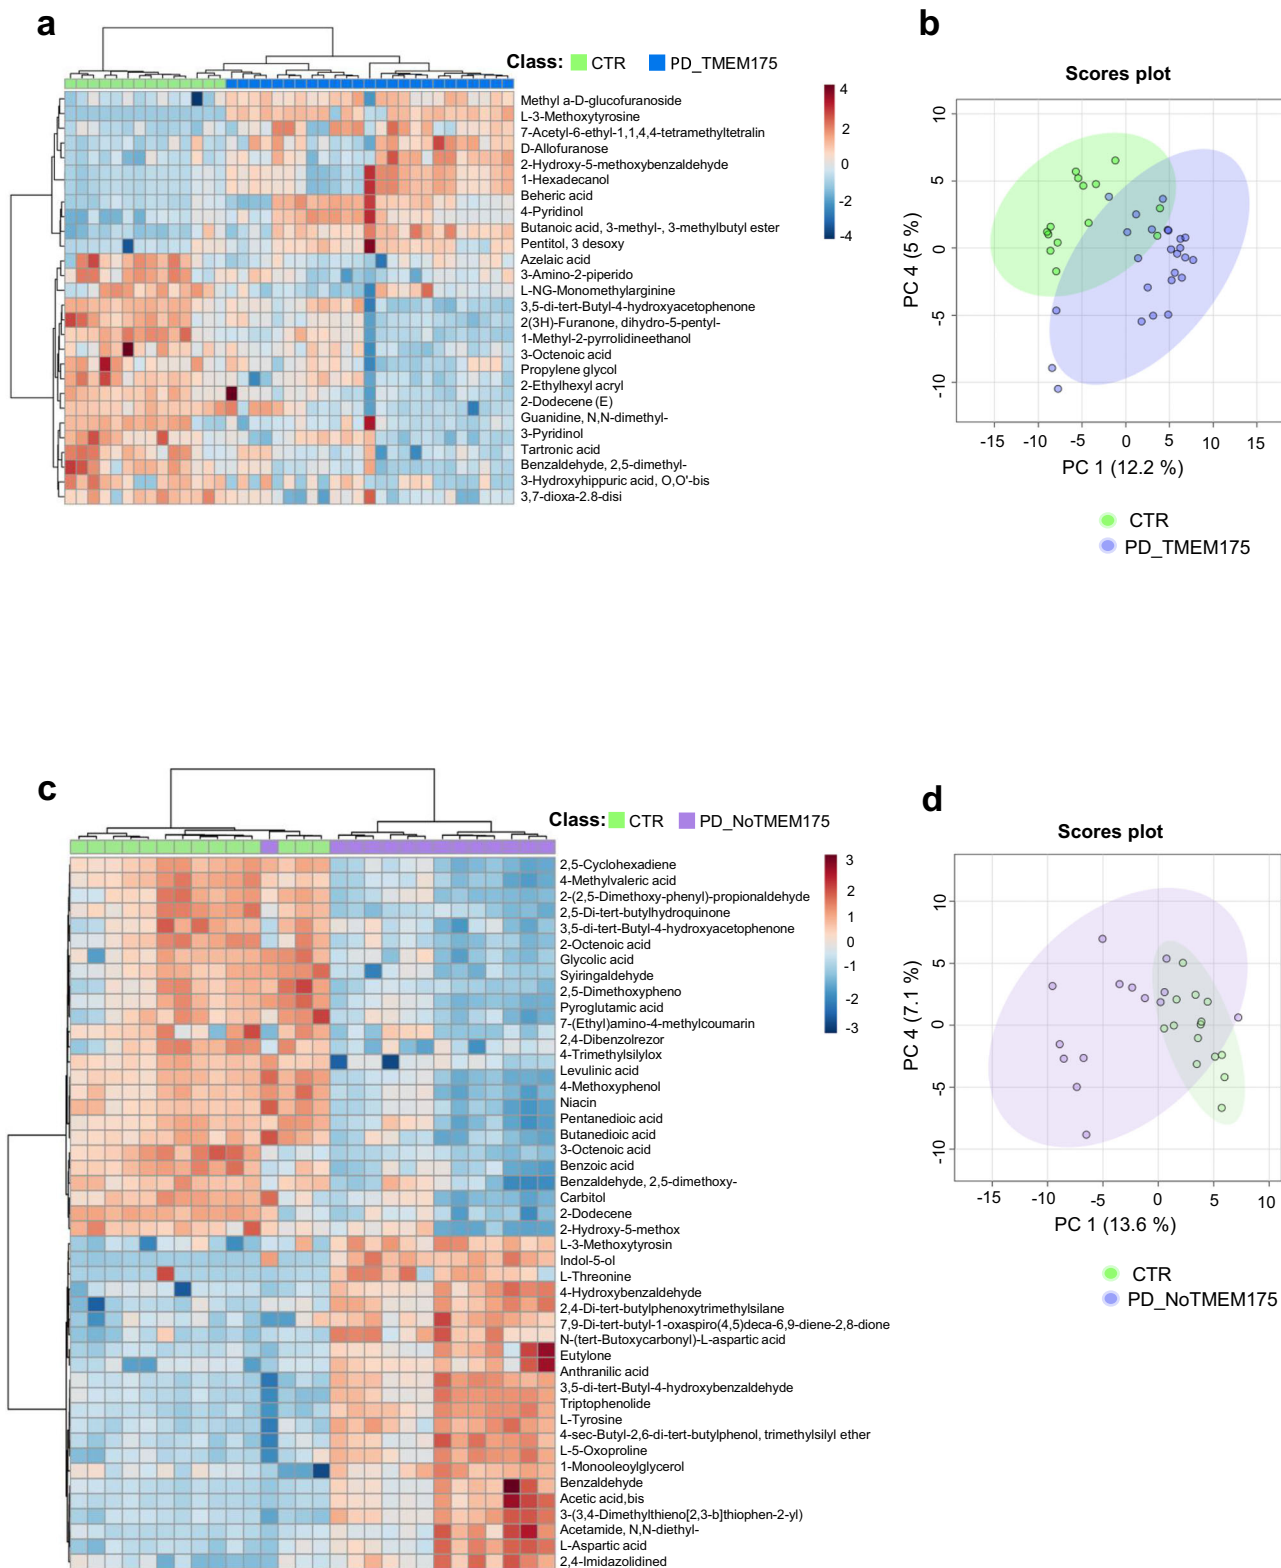 a
Class: CTR PD_TMEM175
4
2
0
-2
-4
Methyl a-D-glucofuranoside
L-3-Methoxytyrosine
7-Acetyl-6-ethyl-1,1,4,4-tetramethyltetralin
D-Allofuranose
2-Hydroxy-5-methoxybenzaldehyde
1-Hexadecanol
Beheric acid
4-Pyridinol
Butanoic acid, 3-methyl-, 3-methylbutyl ester
Pentitol, 3 desoxy
Azelaic acid
3-Amino-2-piperido
L-NG-Monomethylarginine
3,5-di-tert-Butyl-4-hydroxyacetophenone
2(3H)-Furanone, dihydro-5-pentyl-
1-Methyl-2-pyrrolidineethanol
3-Octenoic acid
Propylene glycol
2-Ethylhexyl acryl
2-Dodecene (E)
Guanidine, N,N-dimethyl-
3-Pyridinol
Tartronic acid
Benzaldehyde, 2,5-dimethyl-
3-Hydroxyhippuric acid, O,O'-bis
3,7-dioxa-2.8-disi
b
Scores plot
PC 4 (5 %)
10
5
0
-5
-10
-15 -10 -5 0 5 10 15
PC 1 (12.2 %)
CTR
PD_TMEM175
c
Class: CTR PD_NoTMEM175
3
2
1
0
-1
-2
-3
2,5-Cyclohexadiene
4-Methylvaleric acid
2-(2,5-Dimethoxy-phenyl)-propionaldehyde
2,5-Di-tert-butylhydroquinone
3,5-di-tert-Butyl-4-hydroxyacetophenone
2-Octenoic acid
Glycolic acid
Syiringaldehyde
2,5-Dimethoxypheno
Pyroglutamic acid
7-(Ethyl)amino-4-methylcoumarin
2,4-Dibenzolrezor
4-Trimethylsilylox
Levulinic acid
4-Methoxyphenol
Niacin
Pentanedioic acid
Butanedioic acid
3-Octenoic acid
Benzoic acid
Benzaldehyde, 2,5-dimethoxy-
Carbitol
2-Dodecene
2-Hydroxy-5-methox
L-3-Methoxytyrosin
Indol-5-ol
L-Threonine
4-Hydroxybenzaldehyde
2,4-Di-tert-butylphenoxytrimethylsilane
7,9-Di-tert-butyl-1-oxaspiro(4,5)deca-6,9-diene-2,8-dione
N-(tert-Butoxycarbonyl)-L-aspartic acid
Eutylone
Anthranilic acid
3,5-di-tert-Butyl-4-hydroxybenzaldehyde
Triptophenolide
L-Tyrosine
4-sec-Butyl-2,6-di-tert-butylphenol, trimethylsilyl ether
L-5-Oxoproline
1-Monooleoylglycerol
Benzaldehyde
Acetic acid,bis
3-(3,4-Dimethylthieno[2,3-b]thiophen-2-yl)
Acetamide, N,N-diethyl-
L-Aspartic acid
2,4-Imidazolidined
d
Scores plot
PC 4 (7.1 %)
10
5
0
-5
-10
-15 -10 -5 0 5 10
PC 1 (13.6 %)
CTR
PD_NoTMEM175